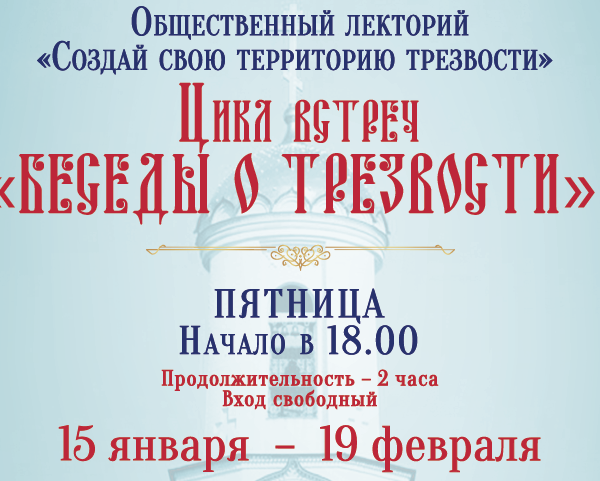 Общественный лекторий
«Создай свою территорию трезвости»
Цикл встреч
«БЕСЕДЫ О ТРЕЗВОСТИ»
ПЯТНИЦА
Начало в 18.00
Продолжительность – 2 часа
Вход свободный
15 января – 19 февраля